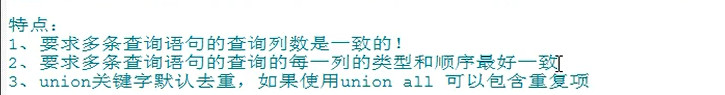 特点：
1、要求多条查询语句的查询列数是一致的！
2、要求多条查询语句的查询的每一列的类型和顺序最好一致
3、union关键字默认去重，如果使用union all 可以包含重复项